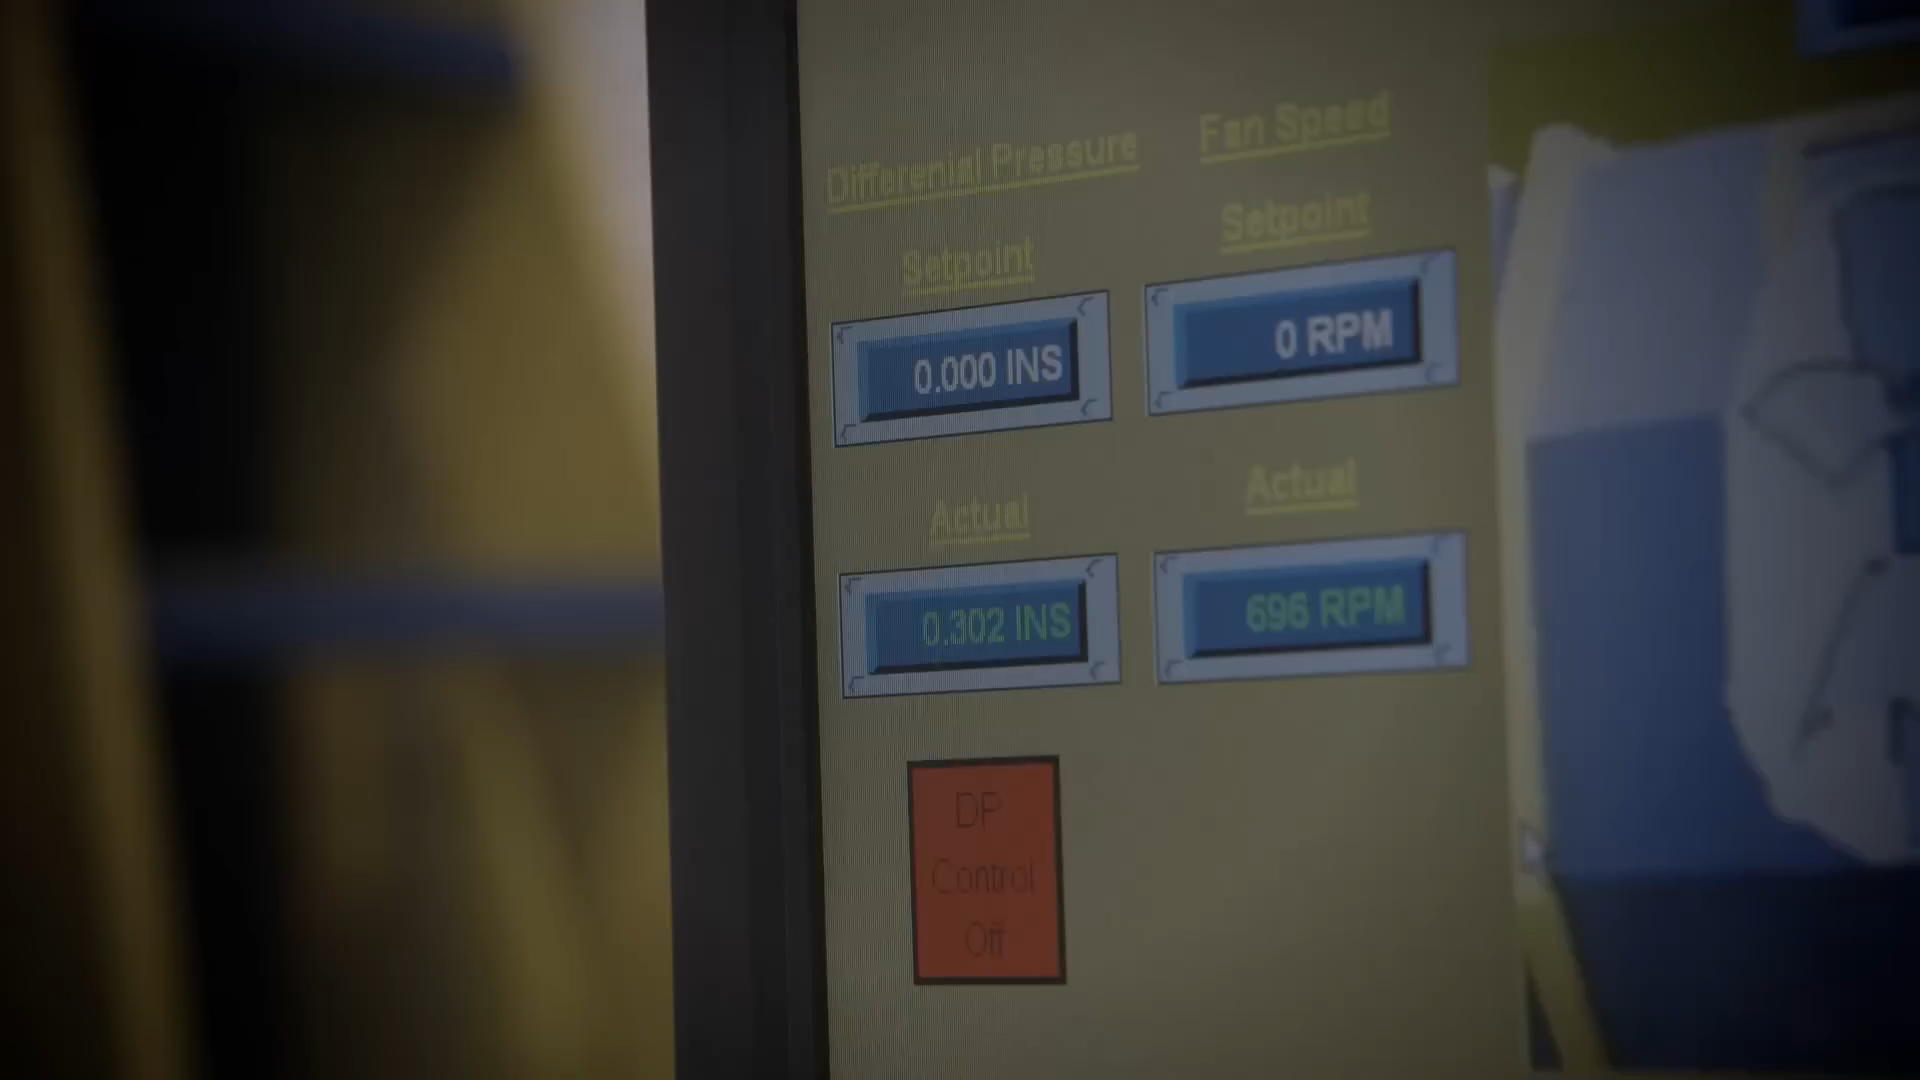 Differenial Pressure
Setpoint
0.000 INS
Actual
0.302 INS
DP
Control
Off
Fan Speed
Setpoint
0 RPM
Actual
696 RPM